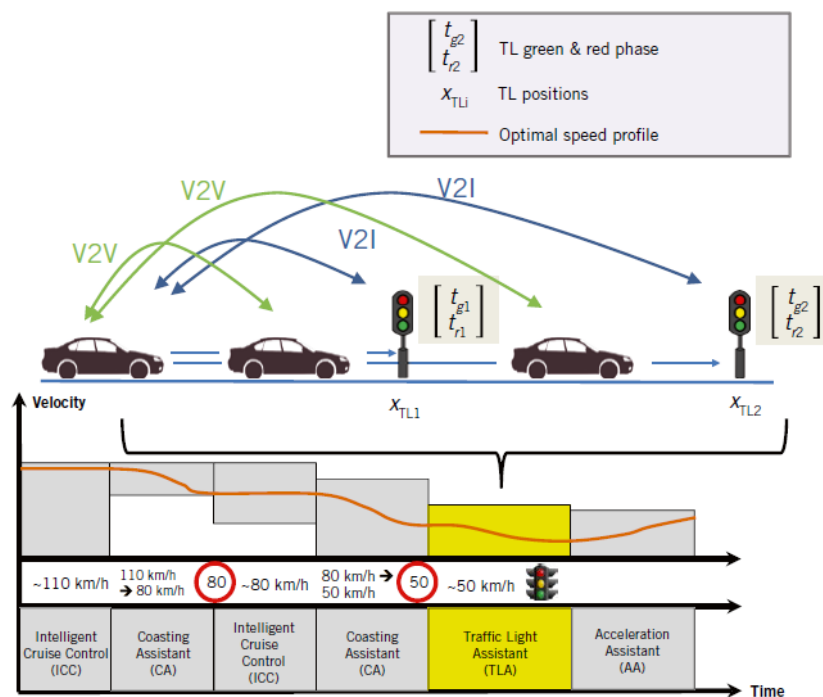 [ t_g2
t_r2 ] TL green & red phase
x_TLi TL positions
Optimal speed profile
V2V
V2I
V2V
V2I
[ t_g1
t_r1 ]
[ t_g2
t_r2 ]
x_TL1
x_TL2
Velocity
~110 km/h
110 km/h
➔ 80 km/h
80
~80 km/h
80 km/h ➔
50 km/h
50
~50 km/h
Intelligent
Cruise Control
(ICC)
Coasting
Assistant
(CA)
Intelligent
Cruise
Control
(ICC)
Coasting
Assistant
(CA)
Traffic Light
Assistant
(TLA)
Acceleration
Assistant
(AA)
Time